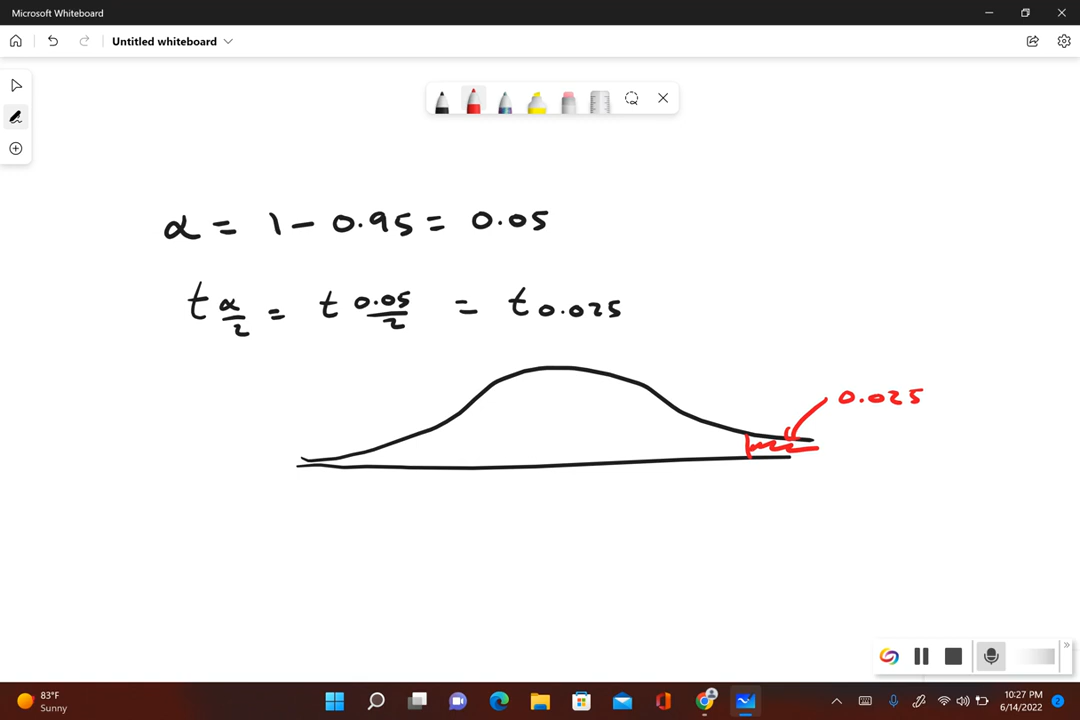 Microsoft Whiteboard
Untitled whiteboard
α = 1 - 0.95 = 0.05
t α/2 = t 0.05/2 = t 0.025
0.025
83°F
Sunny
10:27 PM
6/14/2022
2